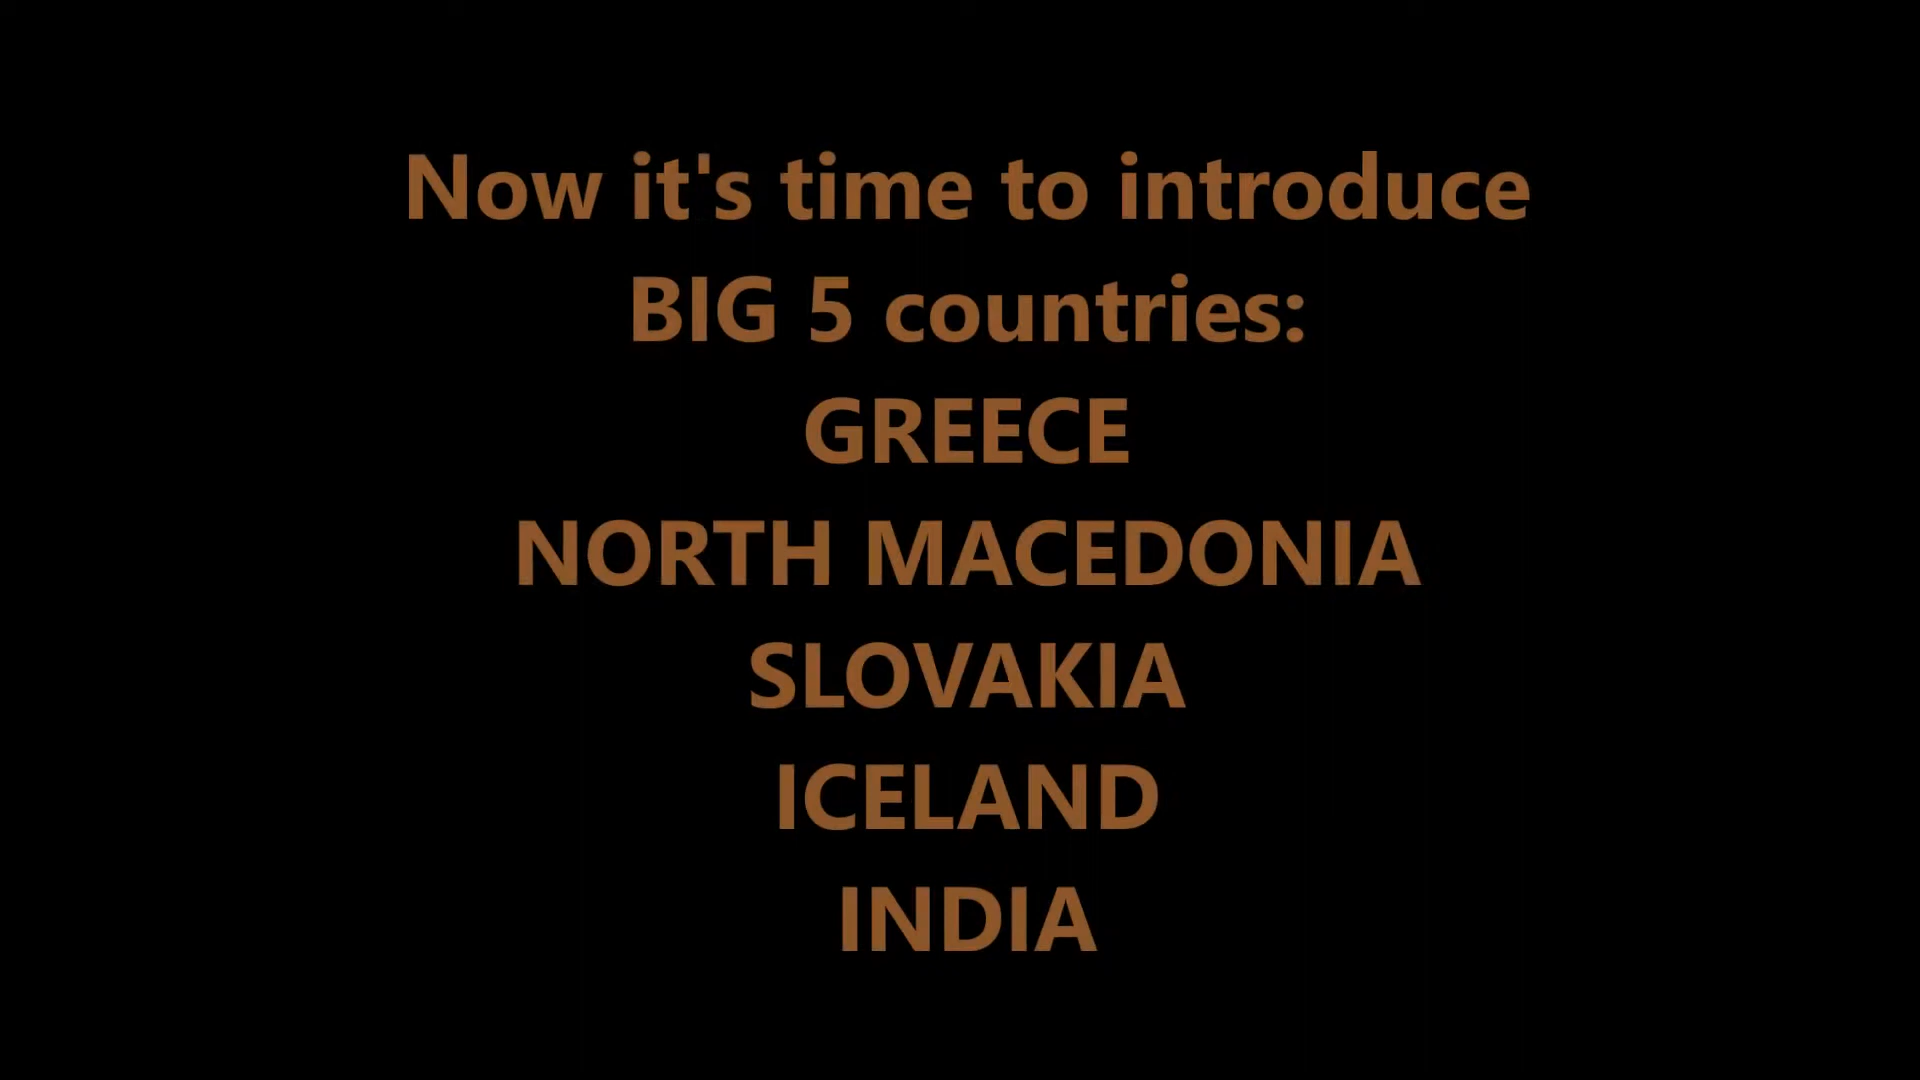 Now it's time to introduce
BIG 5 countries:
GREECE
NORTH MACEDONIA
SLOVAKIA
ICELAND
INDIA